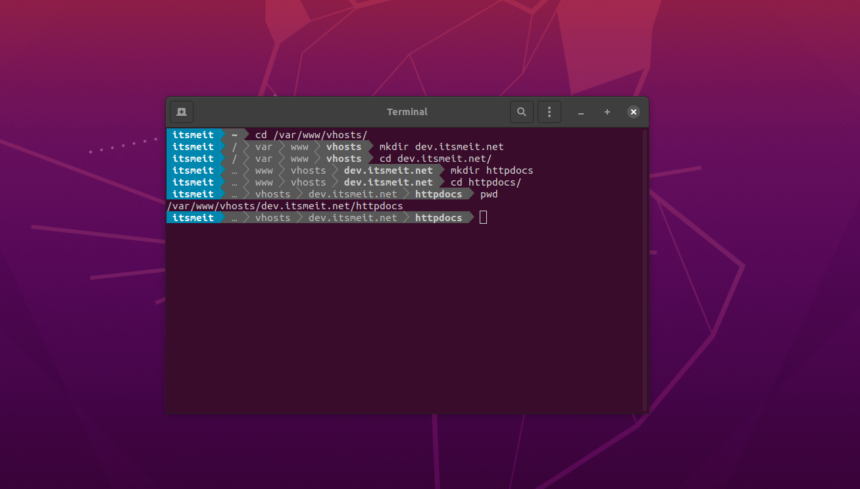 Terminal
itsmeit ~ cd /var/www/vhosts/
itsmeit / var www vhosts mkdir dev.itsmeit.net
itsmeit / var www vhosts cd dev.itsmeit.net/
itsmeit … www vhosts dev.itsmeit.net mkdir httpdocs
itsmeit … www vhosts dev.itsmeit.net cd httpdocs/
itsmeit … vhosts dev.itsmeit.net httpdocs pwd
/var/www/vhosts/dev.itsmeit.net/httpdocs
itsmeit … vhosts dev.itsmeit.net httpdocs